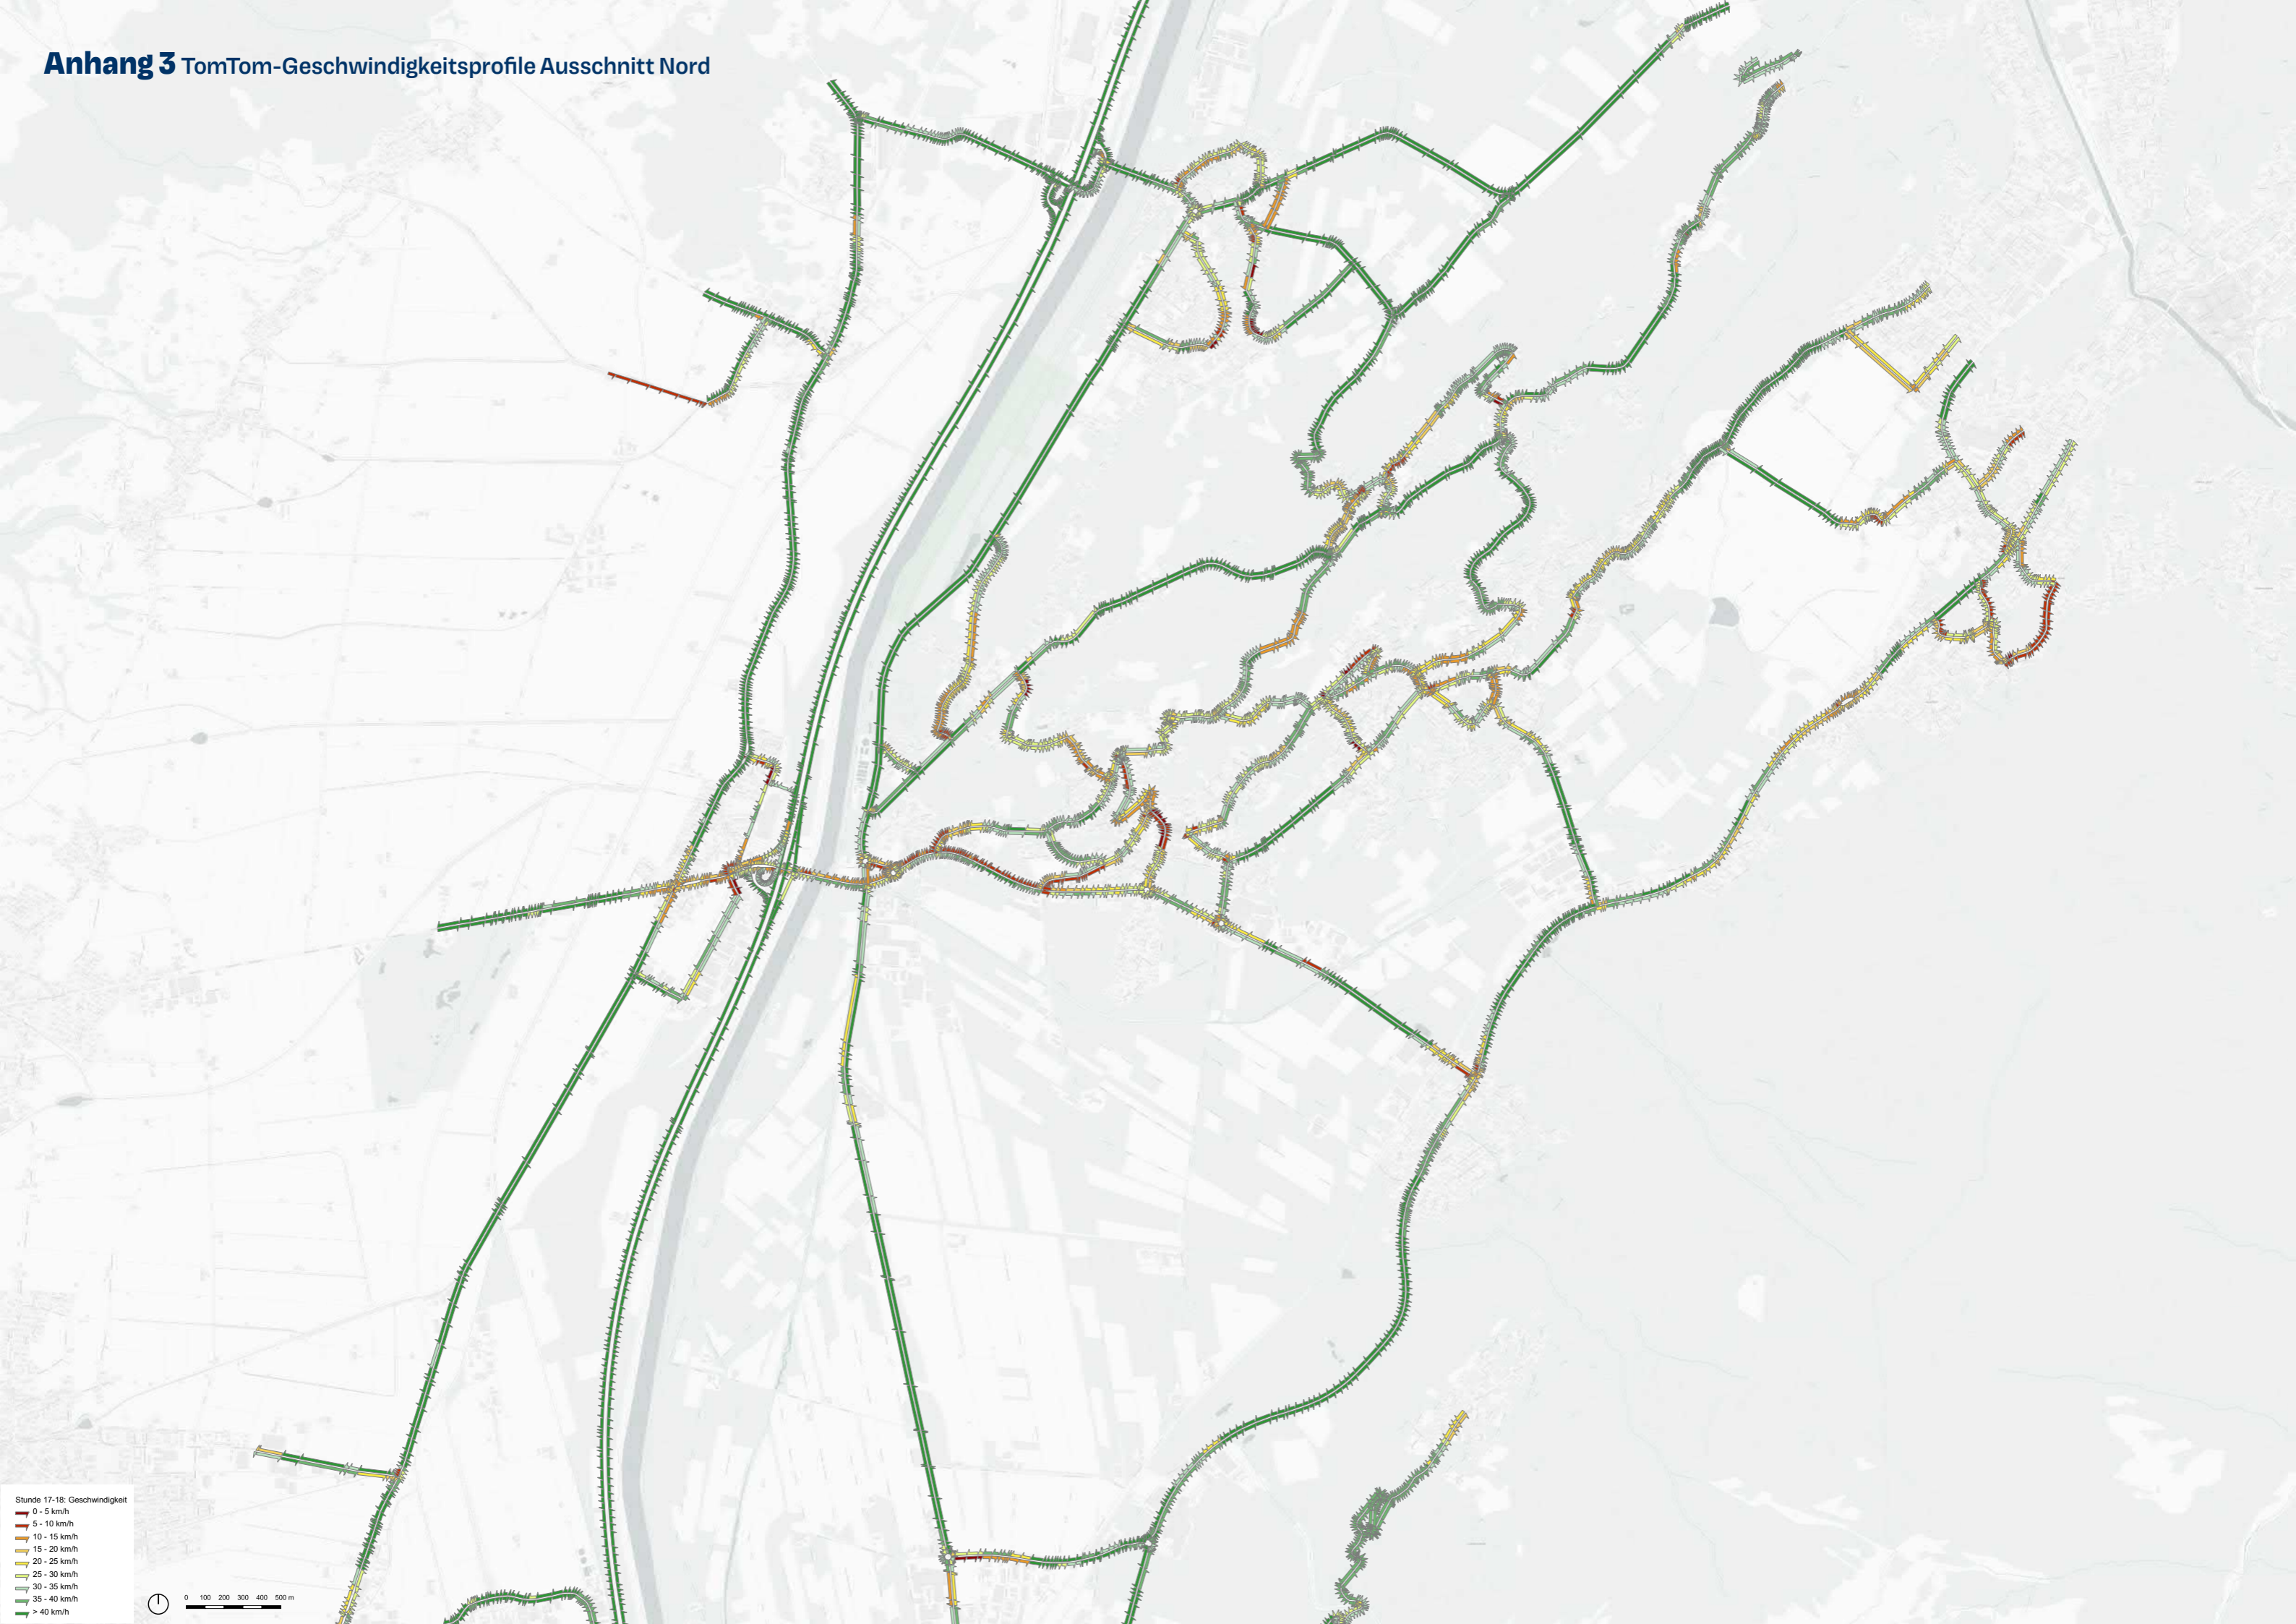 Anhang 3 TomTom-Geschwindigkeitsprofile Ausschnitt Nord
Stunde 17-18: Geschwindigkeit
0 - 5 km/h
5 - 10 km/h
10 - 15 km/h
15 - 20 km/h
20 - 25 km/h
25 - 30 km/h
30 - 35 km/h
35 - 40 km/h
> 40 km/h
0 100 200 300 400 500 m